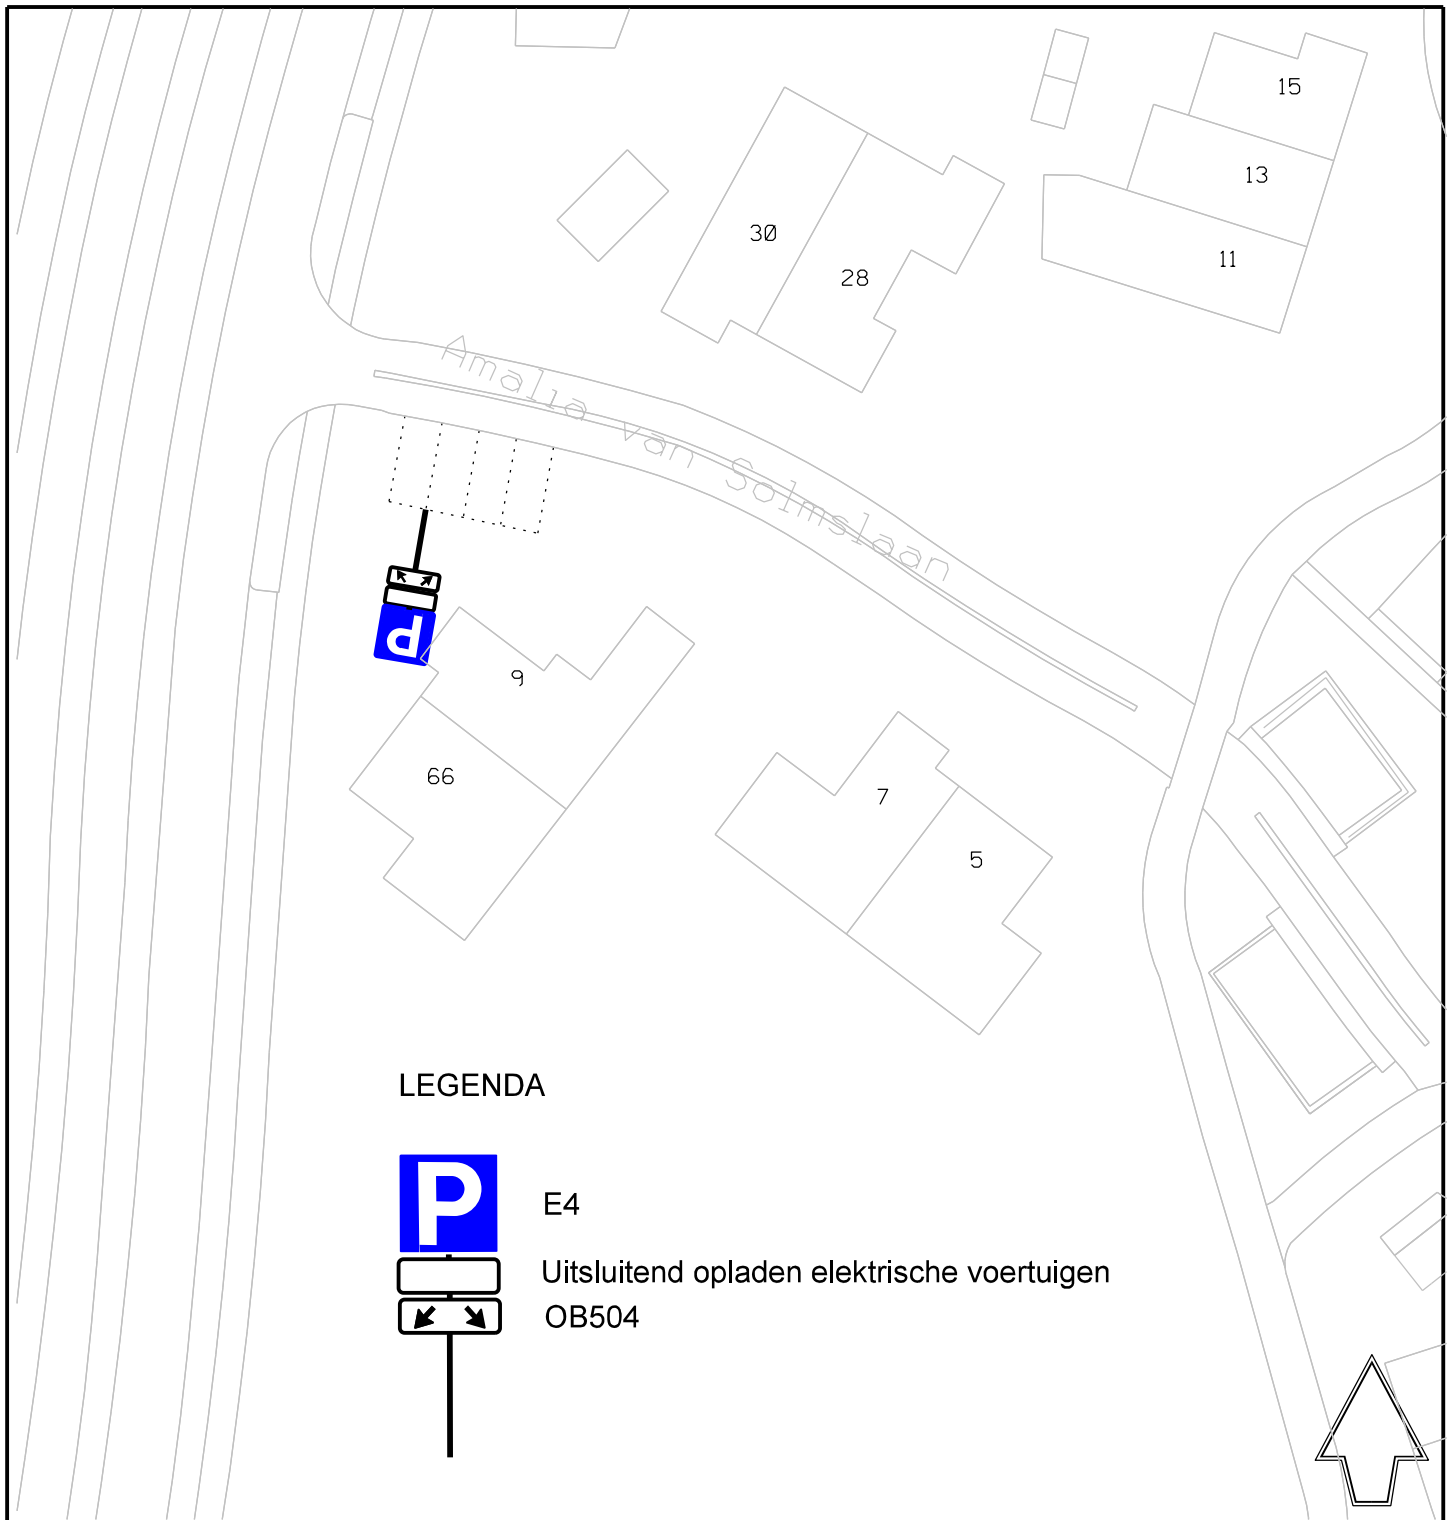 15
13
30
11
28
Amalia van Solmslaan
P
9
66
7
5
LEGENDA
P
E4
Uitsluitend opladen elektrische voertuigen
OB504